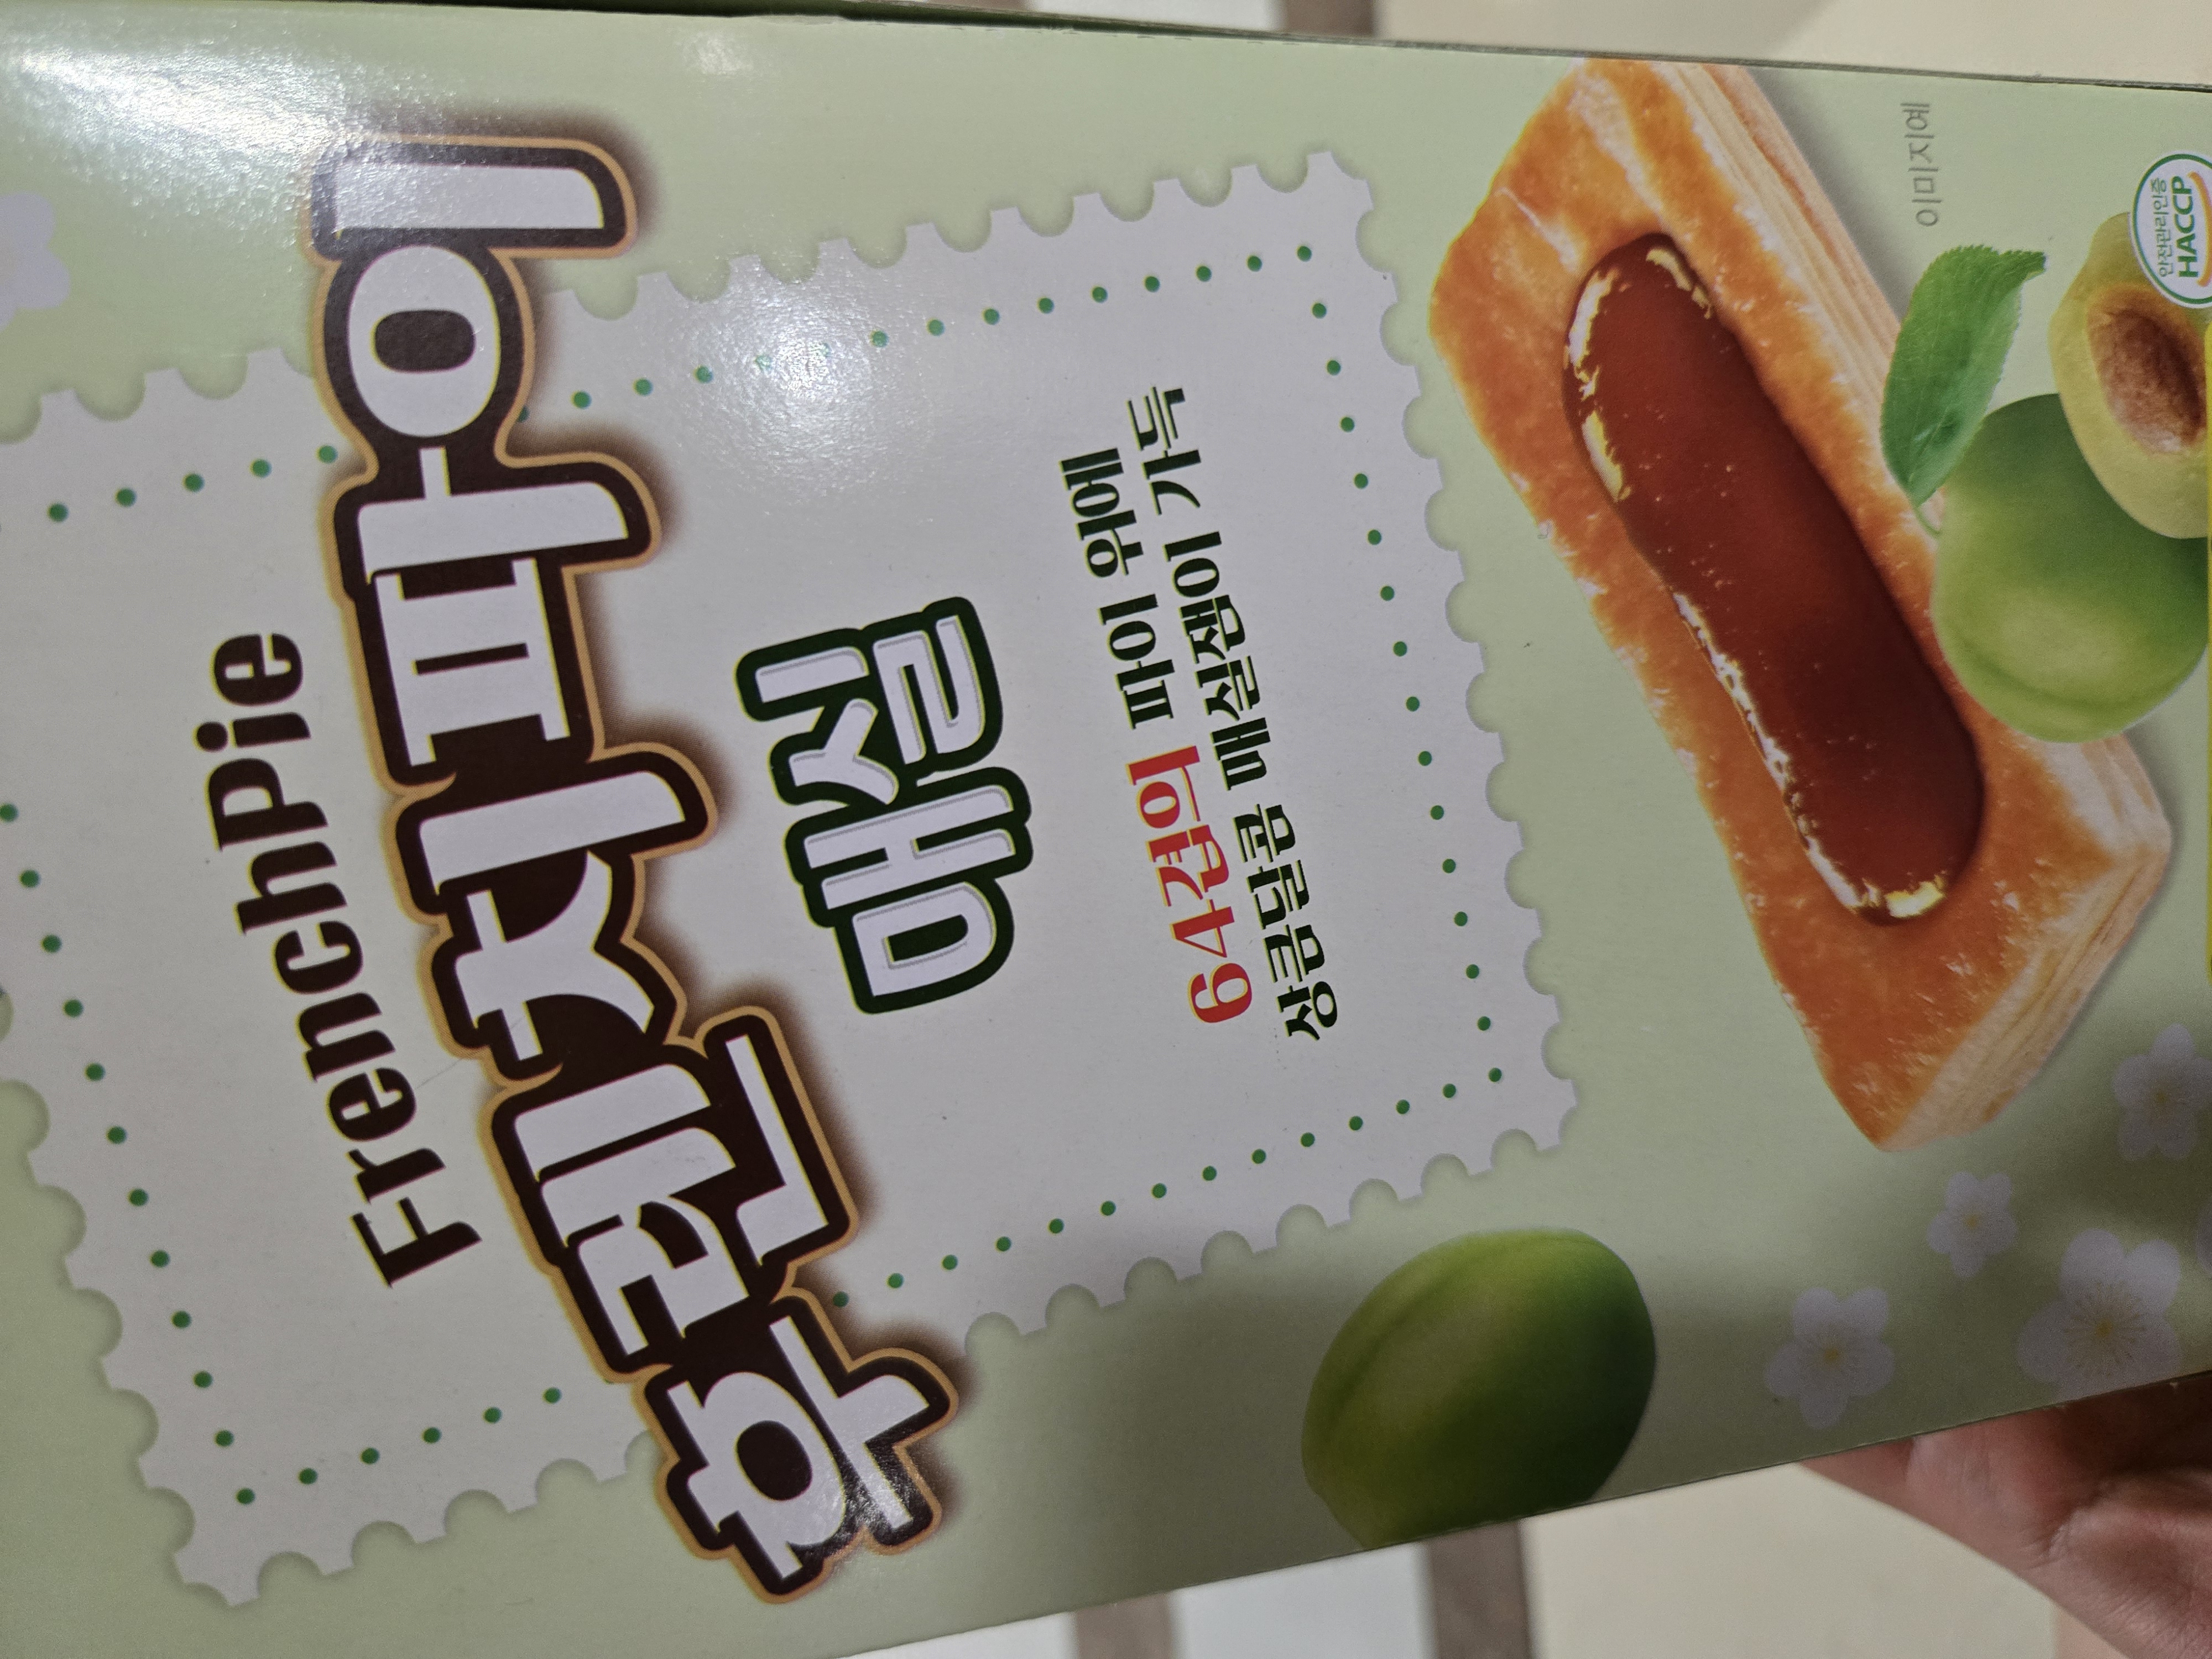 FrenchPie
후렌치파이
매실
64겹의 파이 위에
상큼달콤 매실잼이 가득
이미지예
안전관리인증
HACCP